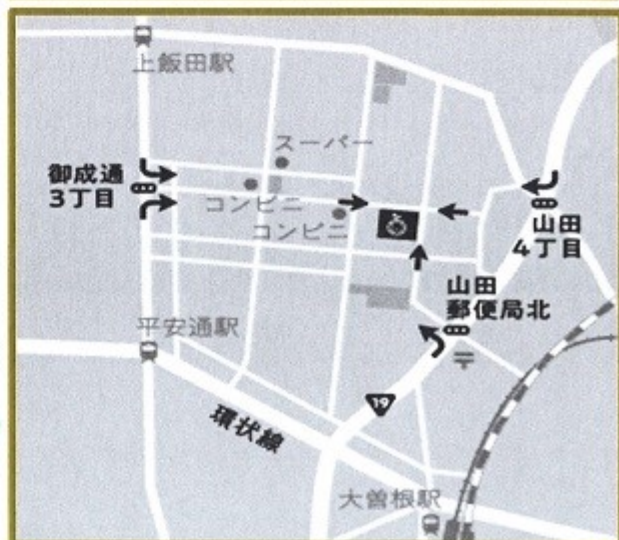 上飯田駅
スーパー
御成通
3丁目
コンビニ
コンビニ
山田
4丁目
山田
郵便局北
平安通駅
〒
19
環状線
大曽根駅